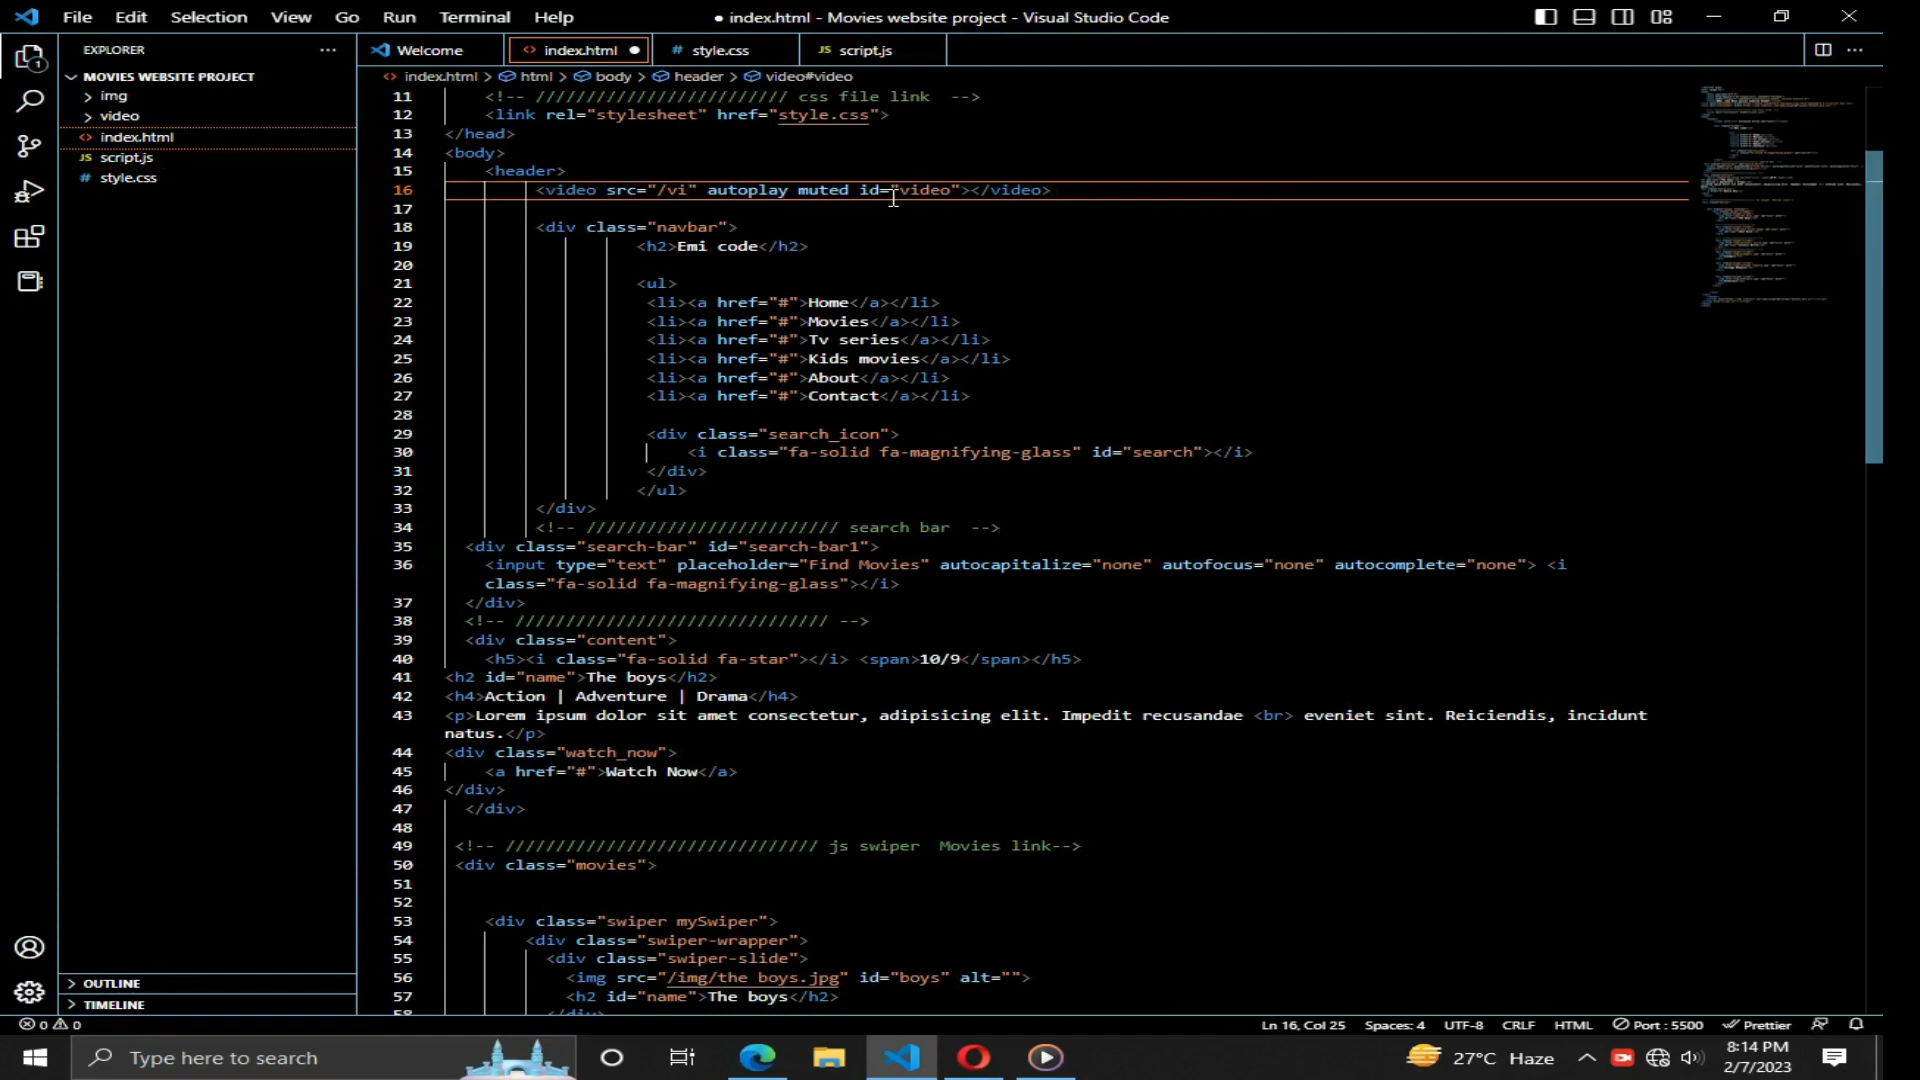 File Edit Selection View Go Run Terminal Help
● index.html - Movies website project - Visual Studio Code
EXPLORER
MOVIES WEBSITE PROJECT
img
video
index.html
JS script.js
# style.css
OUTLINE
TIMELINE
Welcome
index.html
# style.css
JS script.js
index.html > html > body > header > video#video
11 <!-- ///////////////////////// css file link -->
12 <link rel="stylesheet" href="style.css">
13 </head>
14 <body>
15 <header>
16 <video src="/vi" autoplay muted id="video"></video>
17
18 <div class="navbar">
19 <h2>Emi code</h2>
20
21 <ul>
22 <li><a href="#">Home</a></li>
23 <li><a href="#">Movies</a></li>
24 <li><a href="#">Tv series</a></li>
25 <li><a href="#">Kids movies</a></li>
26 <li><a href="#">About</a></li>
27 <li><a href="#">Contact</a></li>
28
29 <div class="search_icon">
30 <i class="fa-solid fa-magnifying-glass" id="search"></i>
31 </div>
32 </ul>
33 </div>
34 <!-- ///////////////////////// search bar -->
35 <div class="search-bar" id="search-bar1">
36 <input type="text" placeholder="Find Movies" autocapitalize="none" autofocus="none" autocomplete="none"> <i
class="fa-solid fa-magnifying-glass"></i>
37 </div>
38 <!-- /////////////////////////////// -->
39 <div class="content">
40 <h5><i class="fa-solid fa-star"></i> <span>10/9</span></h5>
41 <h2 id="name">The boys</h2>
42 <h4>Action | Adventure | Drama</h4>
43 <p>Lorem ipsum dolor sit amet consectetur, adipisicing elit. Impedit recusandae <br> eveniet sint. Reiciendis, incidunt
natus.</p>
44 <div class="watch_now">
45 <a href="#">Watch Now</a>
46 </div>
47 </div>
48
49 <!-- /////////////////////////////// js swiper Movies link-->
50 <div class="movies">
51
52
53 <div class="swiper mySwiper">
54 <div class="swiper-wrapper">
55 <div class="swiper-slide">
56 <img src="/img/the boys.jpg" id="boys" alt="">
57 <h2 id="name">The boys</h2>
58 </div>
0 0
Ln 16, Col 25 Spaces: 4 UTF-8 CRLF HTML Port : 5500 Prettier
Type here to search
27°C Haze
8:14 PM
2/7/2023